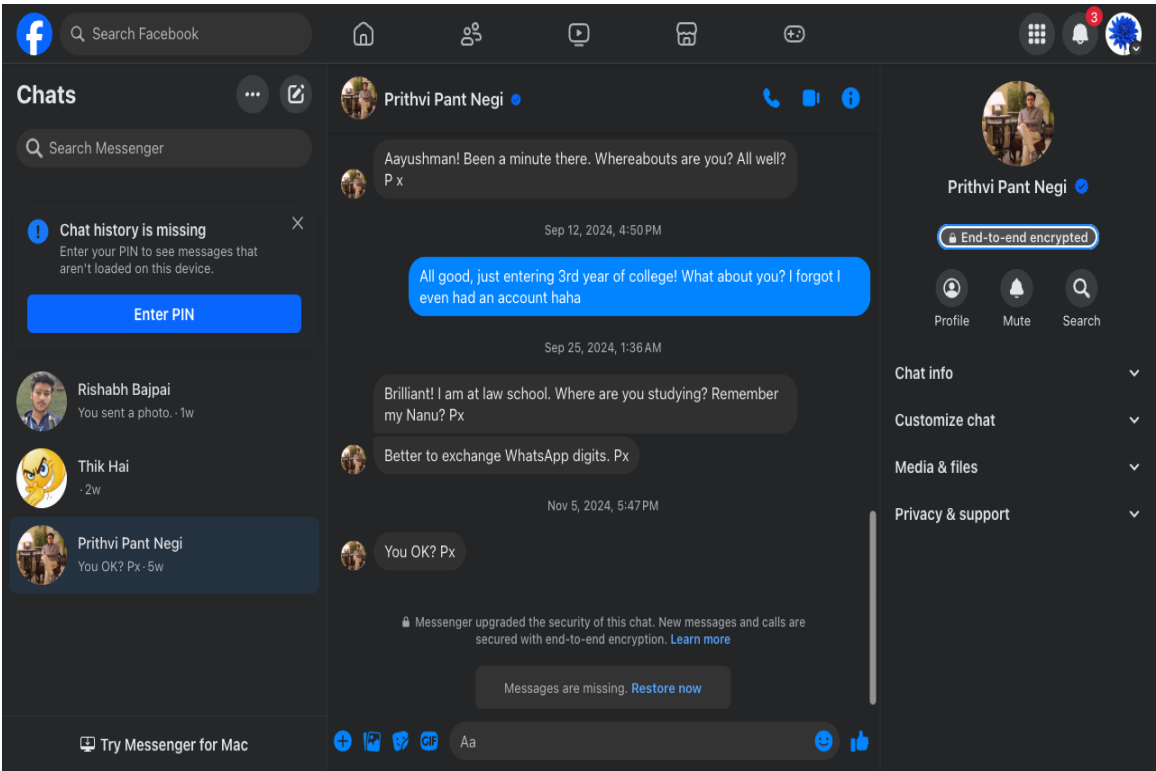 Search Facebook
3
Chats
Search Messenger
Chat history is missing
Enter your PIN to see messages that
aren't loaded on this device.
Enter PIN
Rishabh Bajpai
You sent a photo. · 1w
Thik Hai
· 2w
Prithvi Pant Negi
You OK? Px · 5w
Try Messenger for Mac
Prithvi Pant Negi
Aayushman! Been a minute there. Whereabouts are you? All well?
P x
Sep 12, 2024, 4:50 PM
All good, just entering 3rd year of college! What about you? I forgot I
even had an account haha
Sep 25, 2024, 1:36 AM
Brilliant! I am at law school. Where are you studying? Remember
my Nanu? Px
Better to exchange WhatsApp digits. Px
Nov 5, 2024, 5:47 PM
You OK? Px
Messenger upgraded the security of this chat. New messages and calls are
secured with end-to-end encryption. Learn more
Messages are missing. Restore now
GIF
Aa
Prithvi Pant Negi
End-to-end encrypted
Profile Mute Search
Chat info
Customize chat
Media & files
Privacy & support